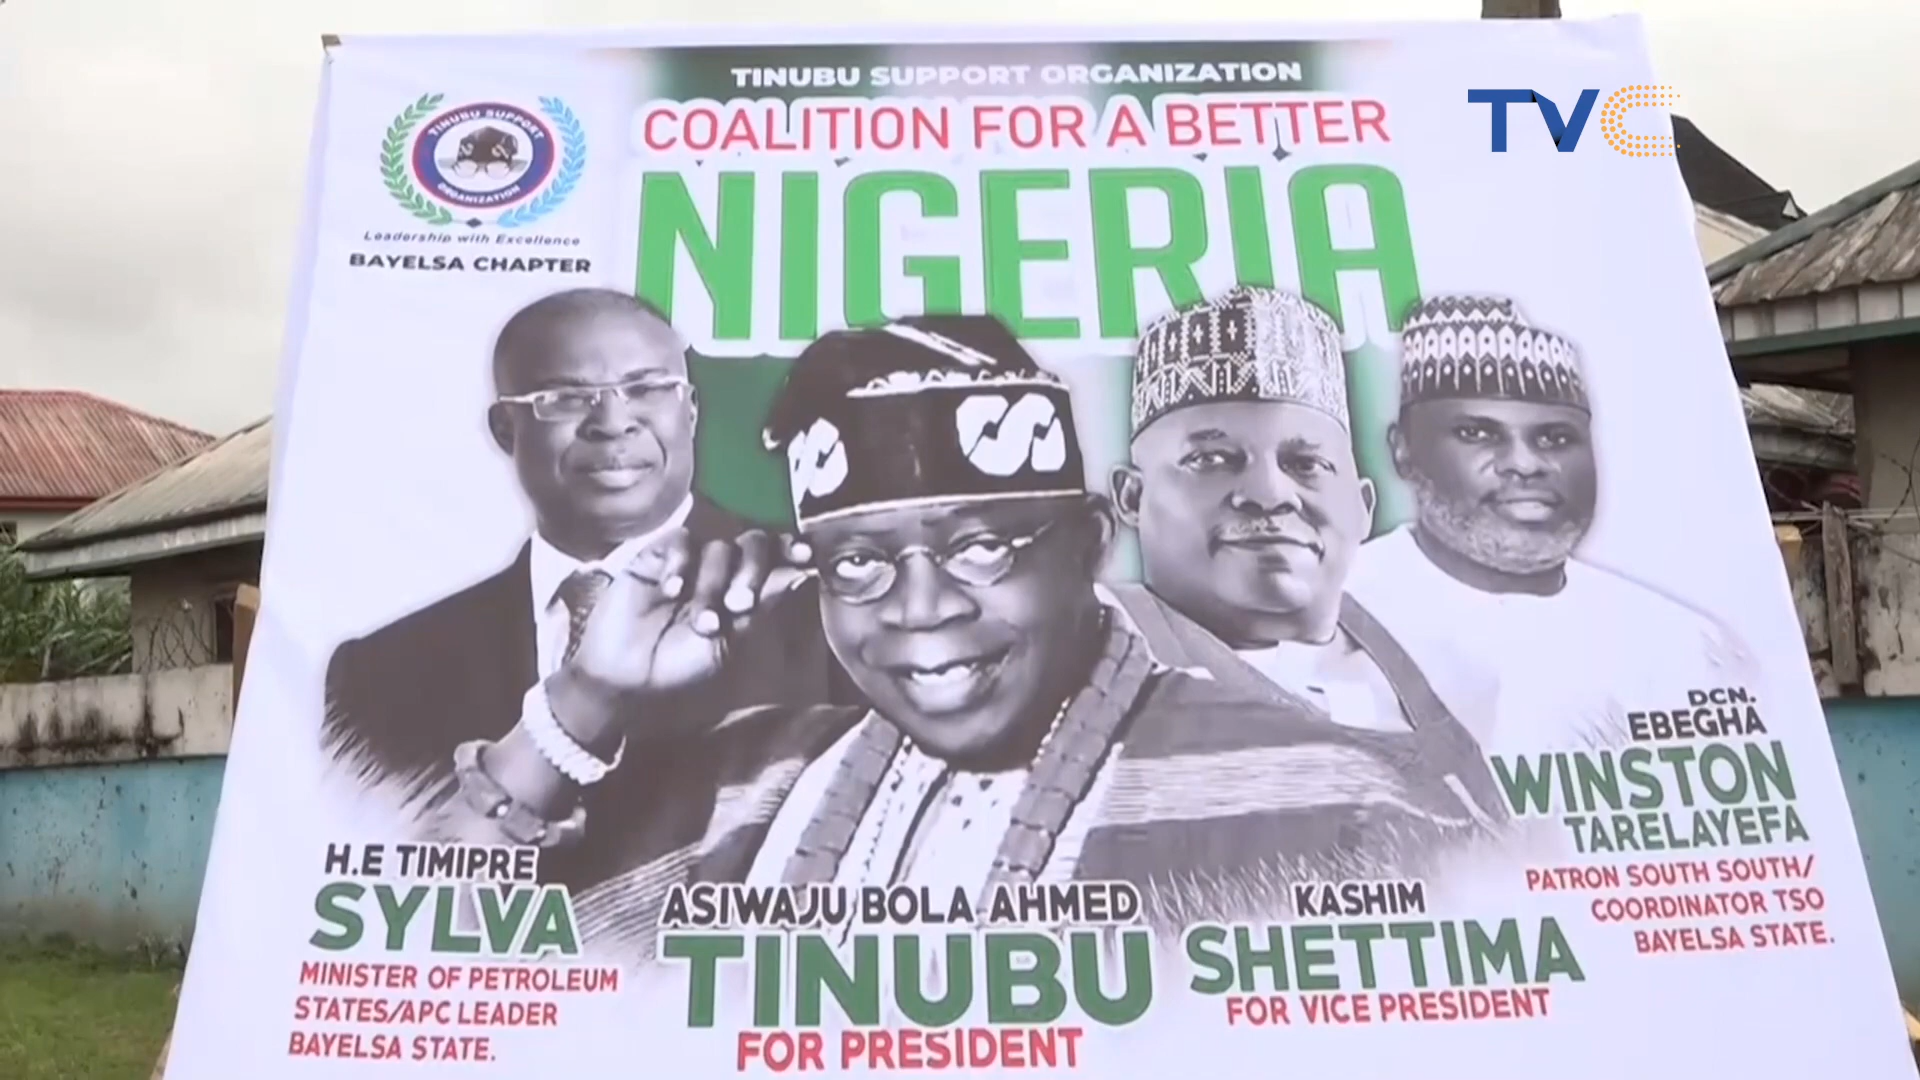 TINUBU SUPPORT ORGANIZATION
COALITION FOR A BETTER
NIGERIA
TVC
TINUBU SUPPORT
ORGANIZATION
Leadership with Excellence
BAYELSA CHAPTER
H.E TIMIPRE
SYLVA
MINISTER OF PETROLEUM
STATES/APC LEADER
BAYELSA STATE.
ASIWAJU BOLA AHMED
TINUBU
FOR PRESIDENT
KASHIM
SHETTIMA
FOR VICE PRESIDENT
DCN.
EBEGHA
WINSTON
TARELAYEFA
PATRON SOUTH SOUTH/
COORDINATOR TSO
BAYELSA STATE.